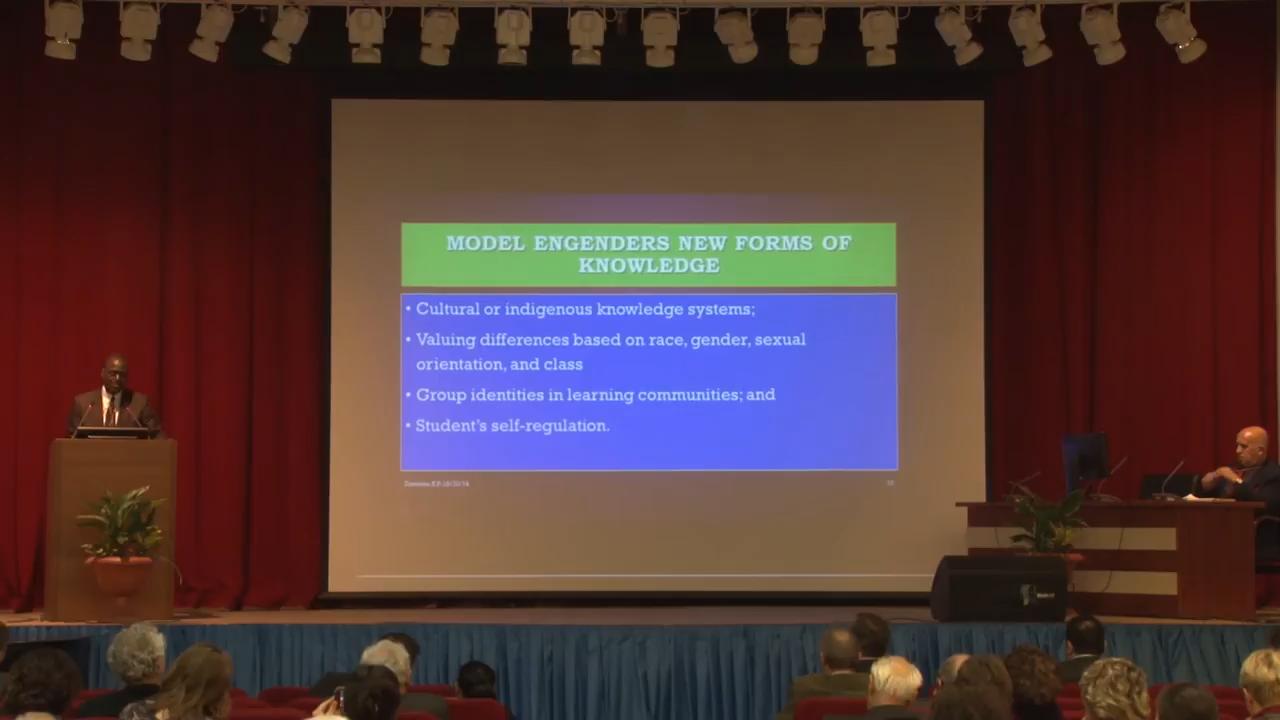 MODEL ENGENDERS NEW FORMS OF
KNOWLEDGE
• Cultural or indigenous knowledge systems;
• Valuing differences based on race, gender, sexual
orientation, and class
• Group identities in learning communities; and
• Student's self-regulation.